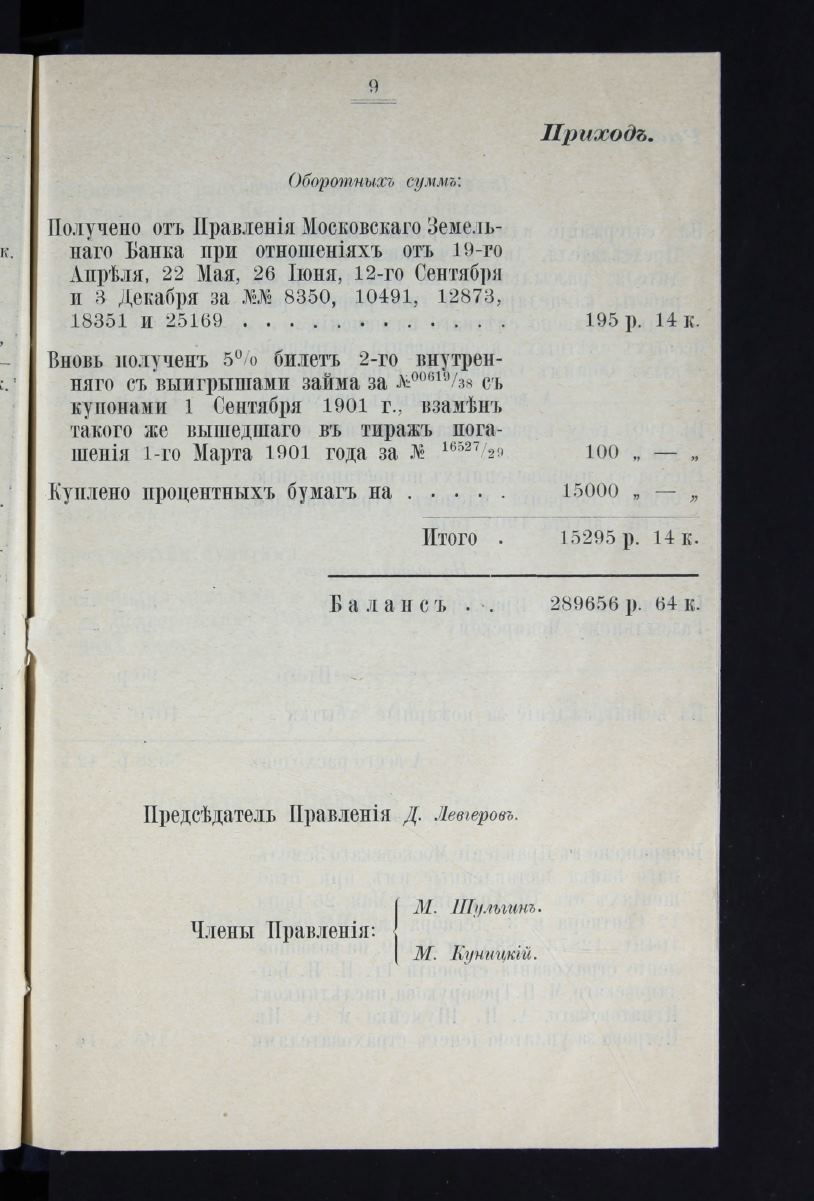 9
Приходъ.
Оборотныхъ суммъ:
Получено отъ Правленія Московскаго Земель-
наго Банка при отношеніяхъ отъ 19-го
Апрѣля, 22 Мая, 26 Іюня, 12-го Сентября
и 3 Декабря за №№ 8350, 10491, 12873,
18351 и 25169 . . . . . . . . . . . . 195 р. 14 к.
Вновь полученъ 5% билетъ 2-го внутрен-
няго съ выигрышами займа за №00619/38 съ
купонами 1 Сентября 1901 г., взамѣнъ
такого же вышедшаго въ тиражъ пога-
шенія 1-го Марта 1901 года за № 16527/29 100 „ — „
Куплено процентныхъ бумагъ на . . . . . 15000 „ — „
Итого . 15295 р. 14 к.
Балансъ . . 289656 р. 64 к.
Предсѣдатель Правленія Д. Левгеровъ.
Члены Правленія: { М. Шульгинъ.
М. Куницкій.